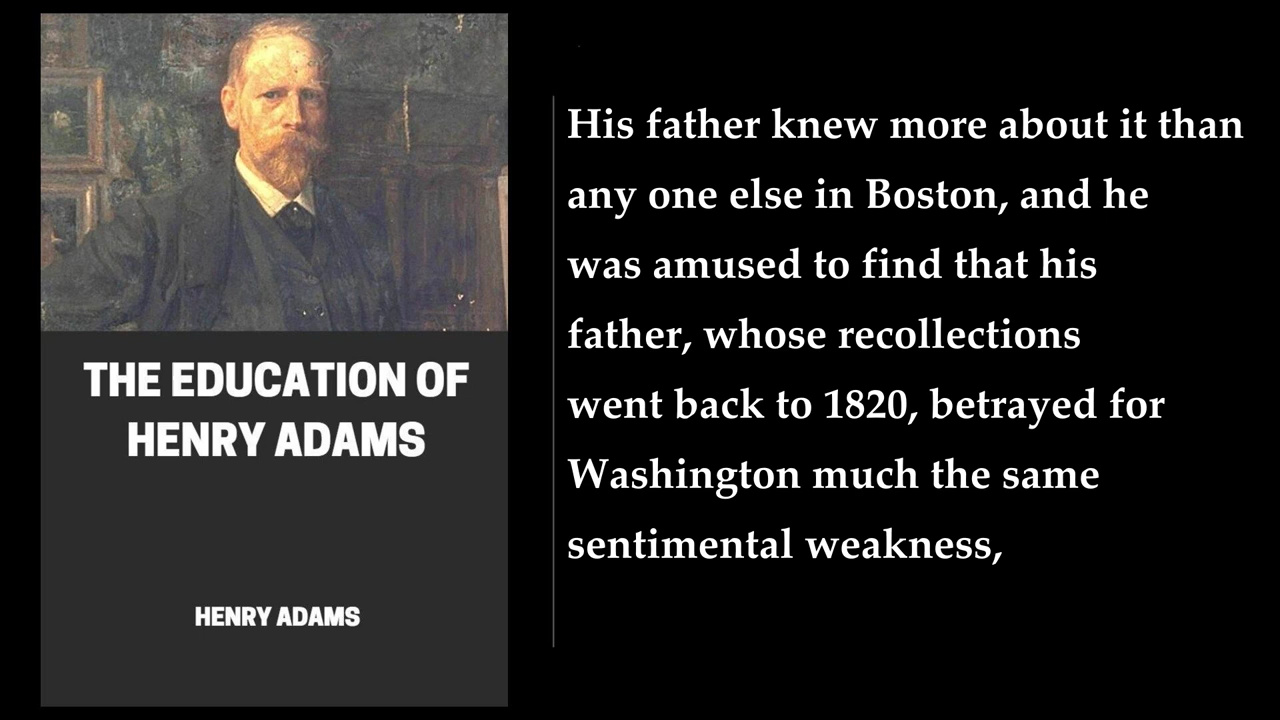 THE EDUCATION OF
HENRY ADAMS
HENRY ADAMS
His father knew more about it than
any one else in Boston, and he
was amused to find that his
father, whose recollections
went back to 1820, betrayed for
Washington much the same
sentimental weakness,